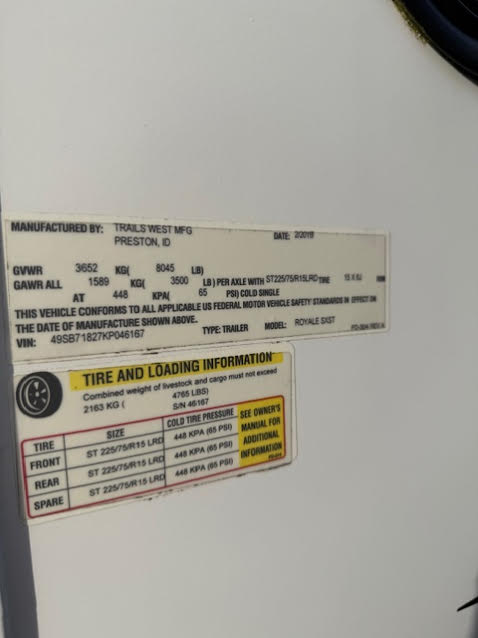 MANUFACTURED BY: TRAILS WEST MFG DATE: 2/2019
PRESTON, ID
GVWR 3652 KG( 8045 LB)
GAWR ALL 1589 KG( 3500 LB) PER AXLE WITH ST225/75/R15LRD TIRE 15 X 6J RIM
AT 448 KPA( 65 PSI) COLD SINGLE
THIS VEHICLE CONFORMS TO ALL APPLICABLE US FEDERAL MOTOR VEHICLE SAFETY STANDARDS IN EFFECT ON
THE DATE OF MANUFACTURE SHOWN ABOVE.
VIN: 49SB71827KP046167 TYPE: TRAILER MODEL: ROYALE SXST
TIRE AND LOADING INFORMATION
Combined weight of livestock and cargo must not exceed
2163 KG ( 4765 LBS)
S/N 46167
TIRE SIZE COLD TIRE PRESSURE SEE OWNER'S MANUAL FOR ADDITIONAL INFORMATION
FRONT ST 225/75/R15 LRD 448 KPA (65 PSI)
REAR ST 225/75/R15 LRD 448 KPA (65 PSI)
SPARE ST 225/75/R15 LRD 448 KPA (65 PSI)